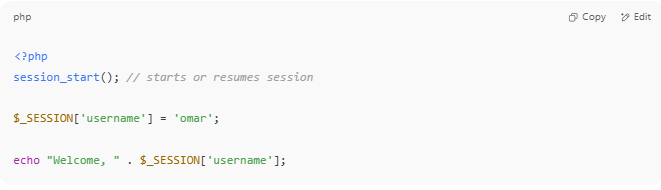 php Copy Edit
<?php
session_start(); // starts or resumes session
$_SESSION['username'] = 'omar';
echo "Welcome, " . $_SESSION['username'];